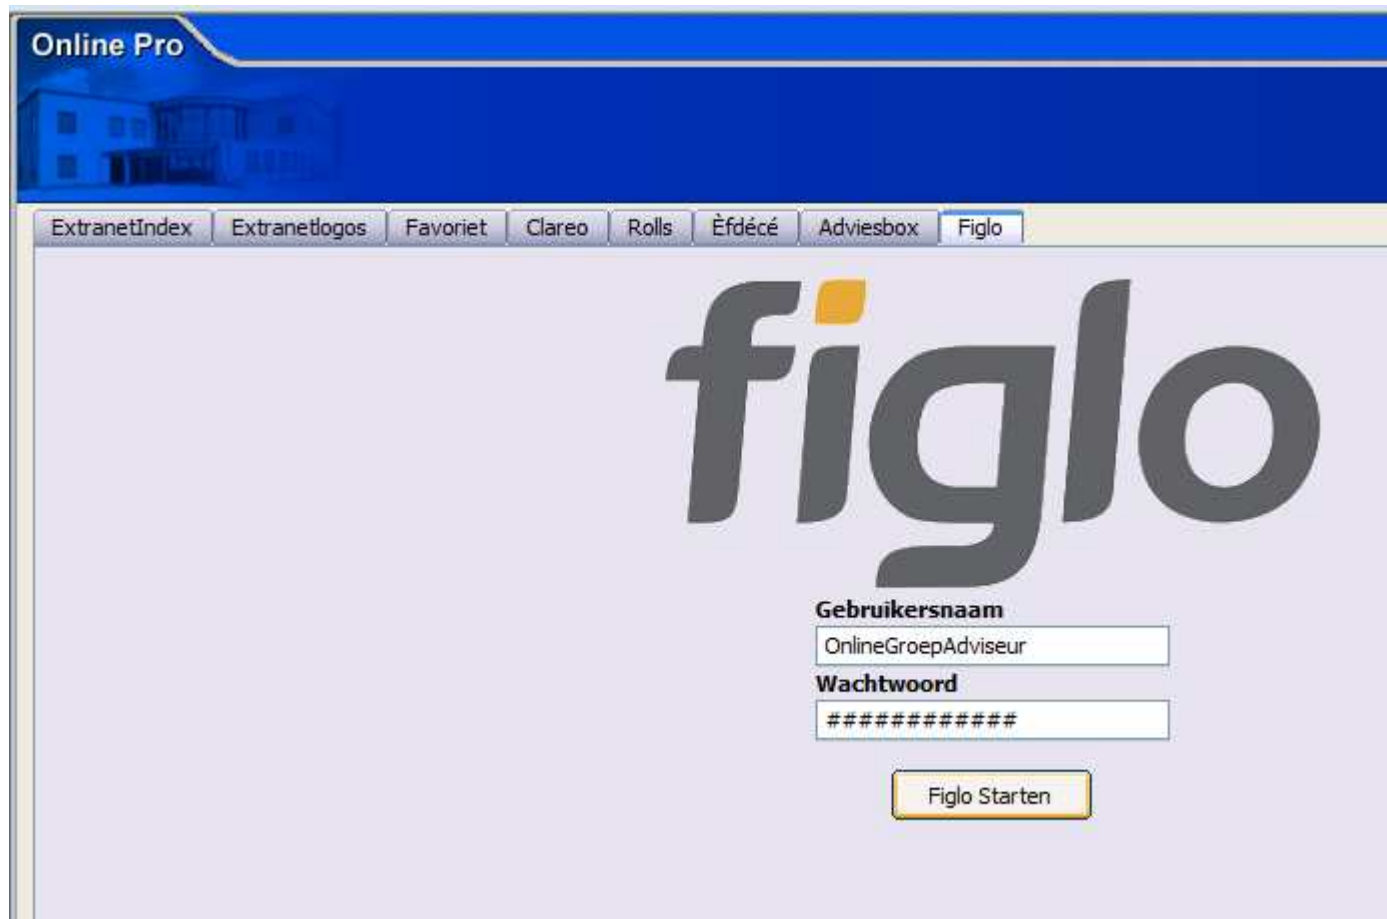 Online Pro
ExtranetIndex Extranetlogos Favoriet Clareo Rolls Èfdécé Adviesbox Figlo
figlo
Gebruikersnaam
OnlineGroepAdviseur
Wachtwoord
############
Figlo Starten